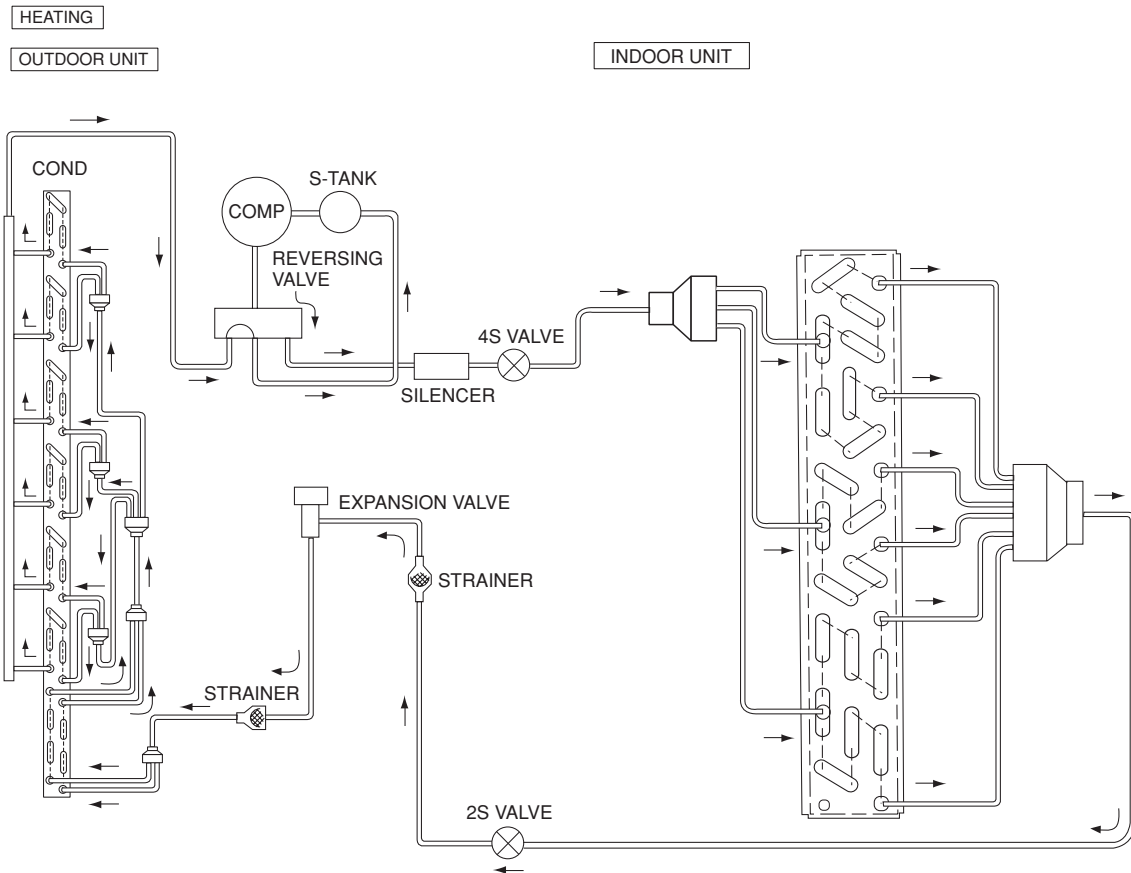 HEATING
OUTDOOR UNIT
INDOOR UNIT
COND
S-TANK
COMP
REVERSING
VALVE
4S VALVE
SILENCER
EXPANSION VALVE
STRAINER
STRAINER
2S VALVE